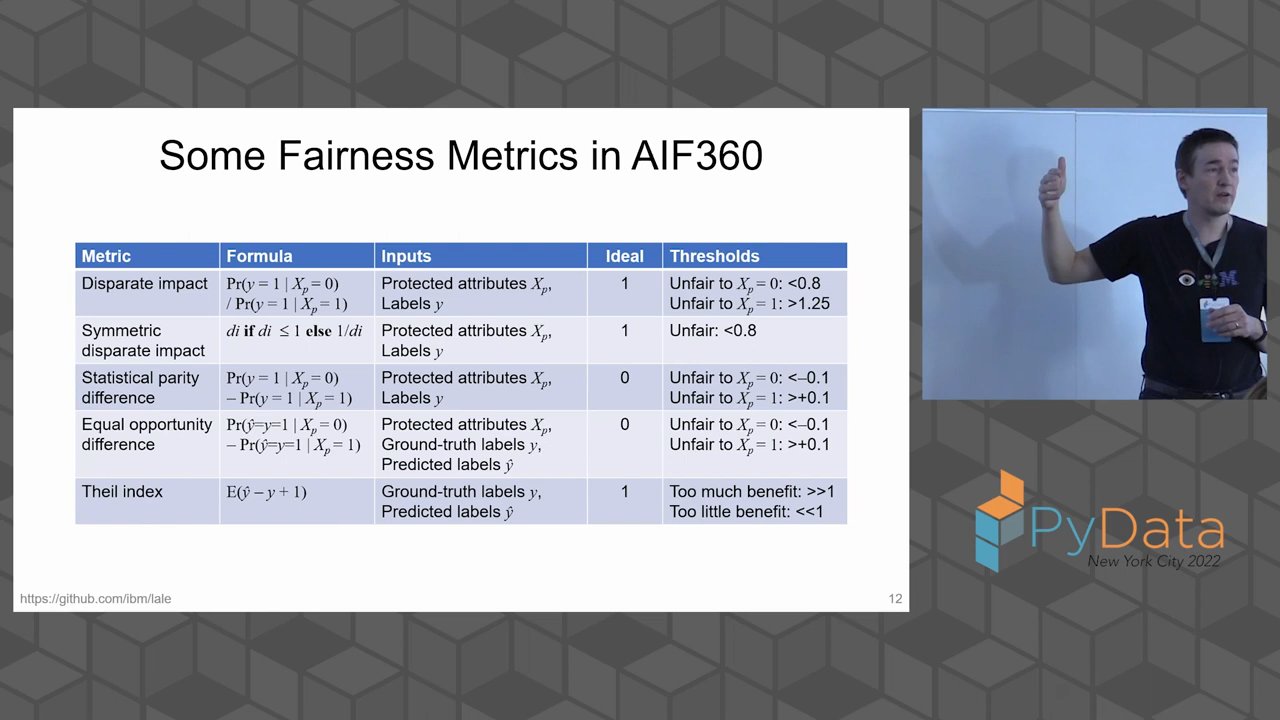 Some Fairness Metrics in AIF360
Metric Formula Inputs Ideal Thresholds
Disparate impact
Pr(y = 1 | Xp = 0)
/ Pr(y = 1 | Xp = 1)
Protected attributes Xp,
Labels y
1
Unfair to Xp = 0: <0.8
Unfair to Xp = 1: >1.25
Symmetric
disparate impact
di if di ≤ 1 else 1/di
Protected attributes Xp,
Labels y
1
Unfair: <0.8
Statistical parity
difference
Pr(y = 1 | Xp = 0)
– Pr(y = 1 | Xp = 1)
Protected attributes Xp,
Labels y
0
Unfair to Xp = 0: <–0.1
Unfair to Xp = 1: >+0.1
Equal opportunity
difference
Pr(ŷ=y=1 | Xp = 0)
– Pr(ŷ=y=1 | Xp = 1)
Protected attributes Xp,
Ground-truth labels y,
Predicted labels ŷ
0
Unfair to Xp = 0: <–0.1
Unfair to Xp = 1: >+0.1
Theil index
E(ŷ – y + 1)
Ground-truth labels y,
Predicted labels ŷ
1
Too much benefit: >>1
Too little benefit: <<1
https://github.com/ibm/lale
12
M
PyData
New York City 2022